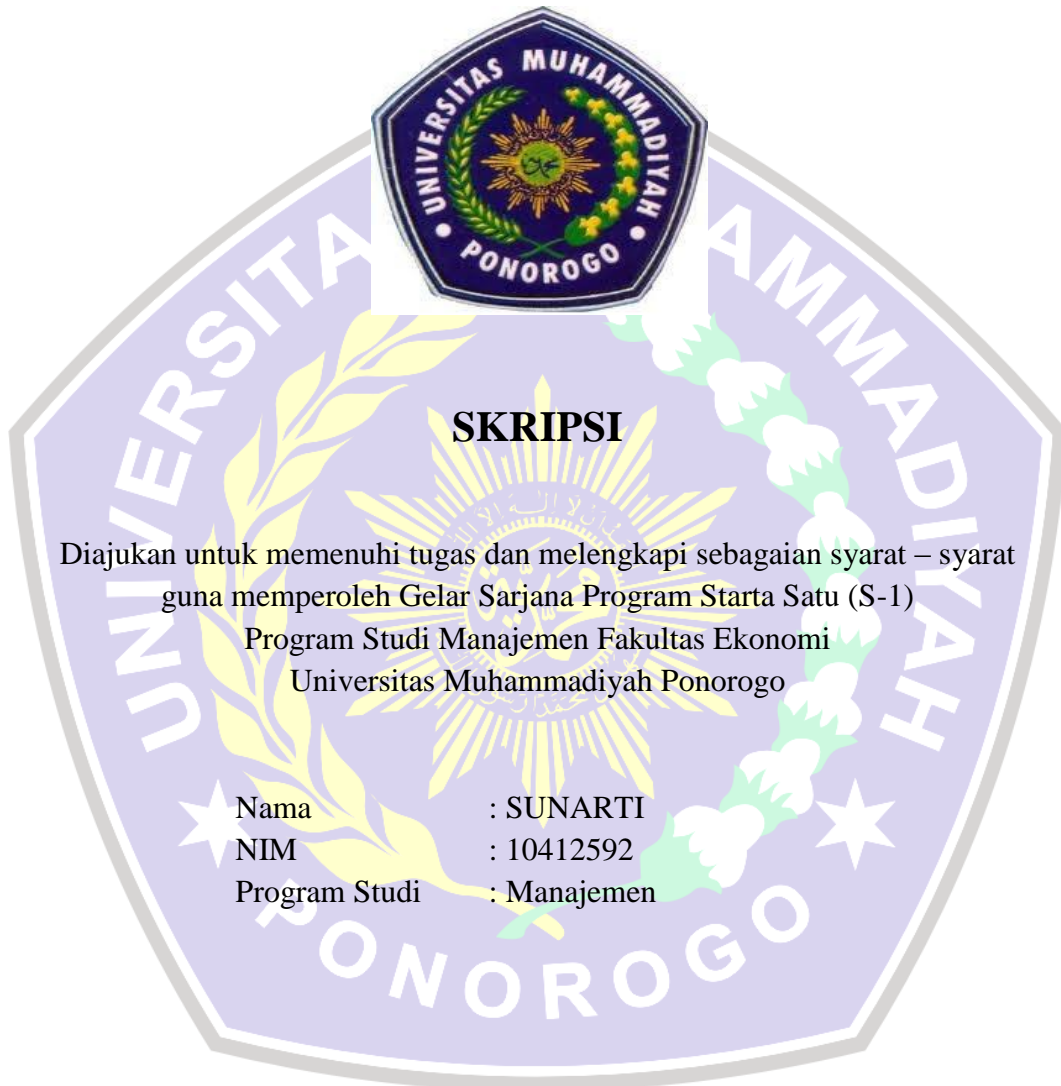 UNIVERSITAS MUHAMMADIYAH
PONOROGO
SKRIPSI
Diajukan untuk memenuhi tugas dan melengkapi sebagaian syarat – syarat
guna memperoleh Gelar Sarjana Program Starta Satu (S-1)
Program Studi Manajemen Fakultas Ekonomi
Universitas Muhammadiyah Ponorogo
Nama : SUNARTI
NIM : 10412592
Program Studi : Manajemen
PONOROGO